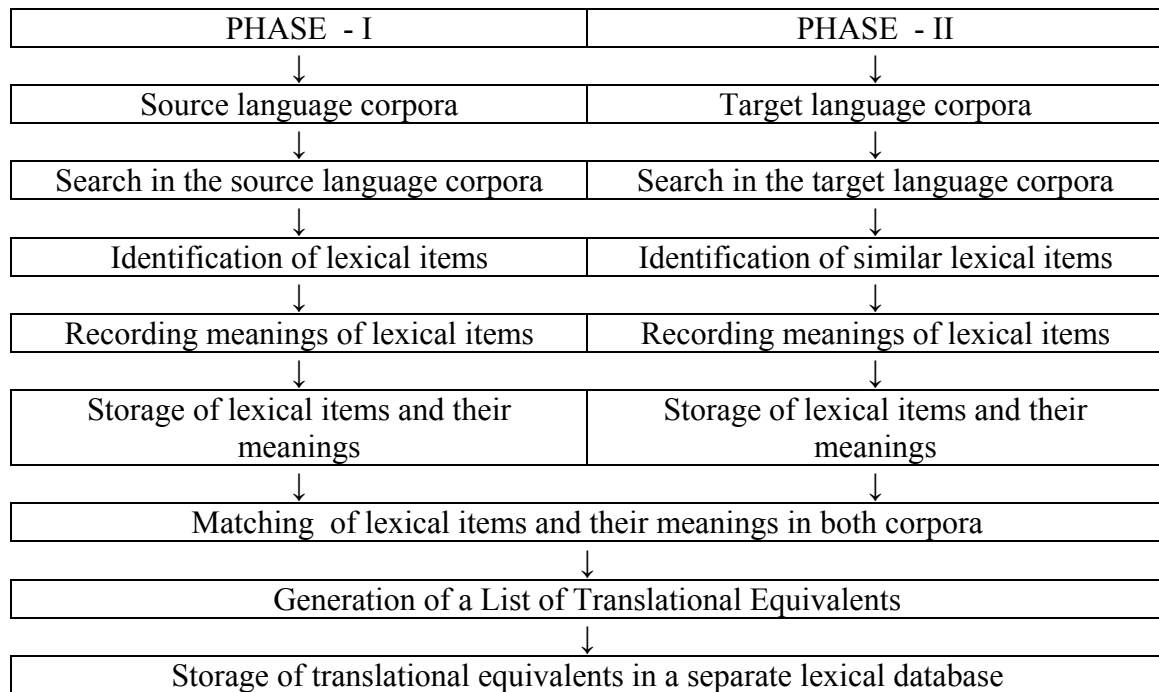 PHASE - I PHASE - II
↓ ↓
Source language corpora Target language corpora
↓ ↓
Search in the source language corpora Search in the target language corpora
↓ ↓
Identification of lexical items Identification of similar lexical items
↓ ↓
Recording meanings of lexical items Recording meanings of lexical items
↓ ↓
Storage of lexical items and their Storage of lexical items and their
meanings meanings
↓ ↓
Matching of lexical items and their meanings in both corpora
↓
Generation of a List of Translational Equivalents
↓
Storage of translational equivalents in a separate lexical database